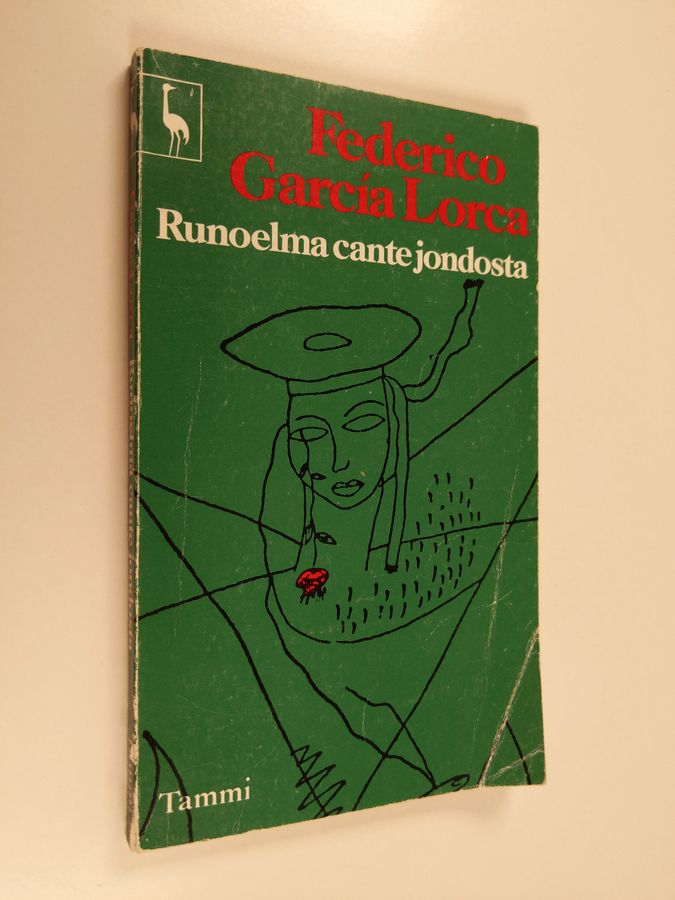 Federico
García Lorca
Runoelma cante jondosta
Tammi